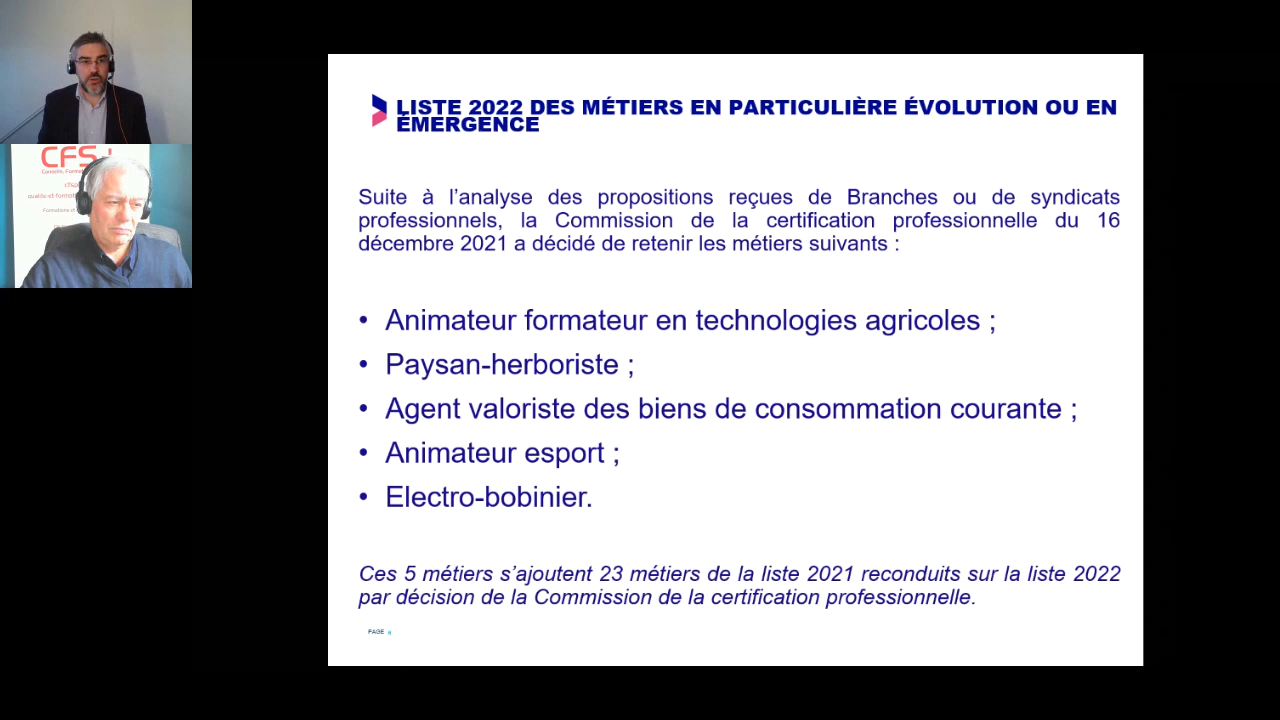 LISTE 2022 DES MÉTIERS EN PARTICULIÈRE ÉVOLUTION OU EN
ÉMERGENCE
Suite à l’analyse des propositions reçues de Branches ou de syndicats
professionnels, la Commission de la certification professionnelle du 16
décembre 2021 a décidé de retenir les métiers suivants :
• Animateur formateur en technologies agricoles ;
• Paysan-herboriste ;
• Agent valoriste des biens de consommation courante ;
• Animateur esport ;
• Electro-bobinier.
Ces 5 métiers s’ajoutent 23 métiers de la liste 2021 reconduits sur la liste 2022
par décision de la Commission de la certification professionnelle.
PAGE
CFS